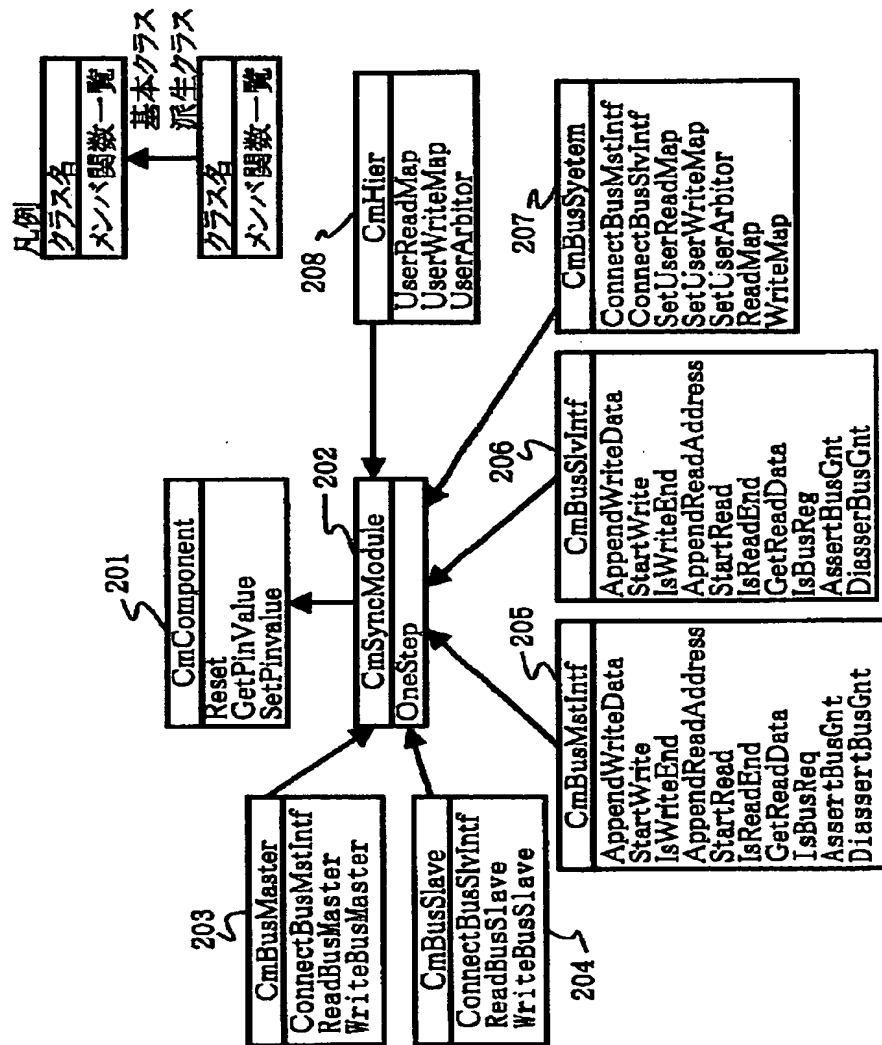 凡例
クラス名
メンバ関数一覧
基本クラス
派生クラス
クラス名
メンバ関数一覧
201
CmComponent
Reset
GetPinValue
SetPinvalue
202
CmSyncModule
OneStep
203
CmBusMaster
ConnectBusMstIntf
ReadBusMaster
WriteBusMaster
204
CmBusSlave
ConnectBusSlvIntf
ReadBusSlave
WriteBusSlave
205
CmBusMstIntf
AppendWriteData
StartWrite
IsWriteEnd
AppendReadAddress
StartRead
IsReadEnd
GetReadData
IsBusReq
AssertBusGnt
DiassertBusGnt
206
CmBusSlvIntf
AppendWriteData
StartWrite
IsWriteEnd
AppendReadAddress
StartRead
IsReadEnd
GetReadData
IsBusReg
AssertBusGnt
DiasserBusGnt
207
CmBusSyetem
ConnectBusMstIntf
ConnectBusSlvIntf
SetUserReadMap
SetUserWriteMap
SetUserArbitor
ReadMap
WriteMap
208
CmHier
UserReadMap
UserWriteMap
UserArbitor